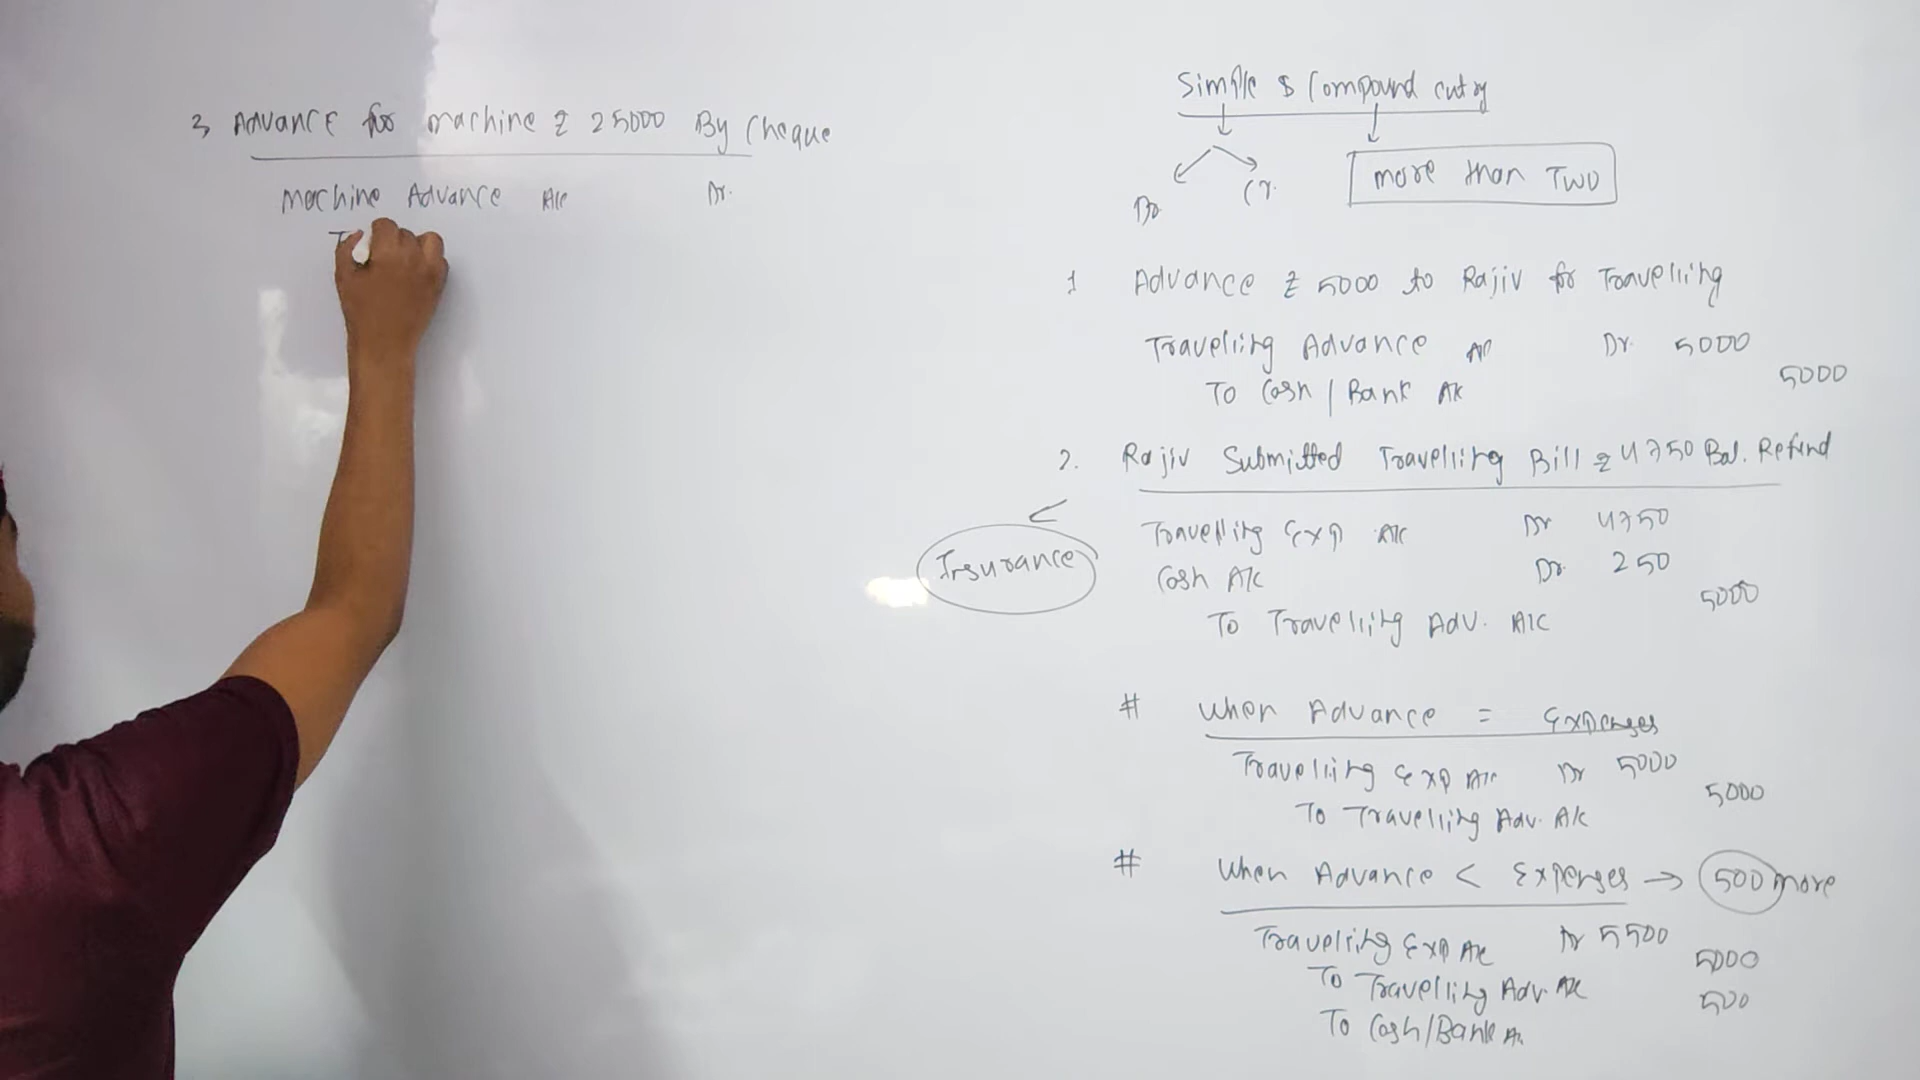 3, Advance for machine ₹ 25000 By Cheque
Machine Advance A/c Dr.
T
Simple & Compound entry
Dr Cr.
more than Two
1 Advance ₹ 5000 to Rajiv for Travelling
Travelling Advance A/c Dr. 5000
To Cash / Bank A/c 5000
2. Rajiv Submitted Travelling Bill ₹ 4750 Bal. Refund
<
Insurance
Travelling Exp A/c Dr 4750
Cash A/c Dr. 250
To Travelling Adv. A/c 5000
# When Advance = Expenses
Travelling Exp A/c Dr 5000
To Travelling Adv. A/c 5000
# When Advance < Expenses → 500 more
Travelling Exp A/c Dr 5500
To Travelling Adv. A/c 5000
To Cash/Bank A/c 500